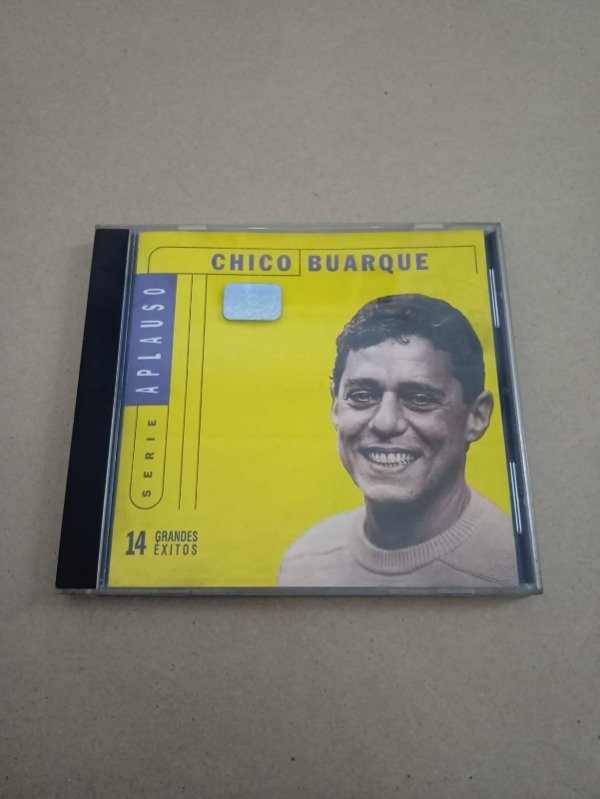 CHICO BUARQUE
SERIE APLAUSO
14 GRANDES
ÉXITOS